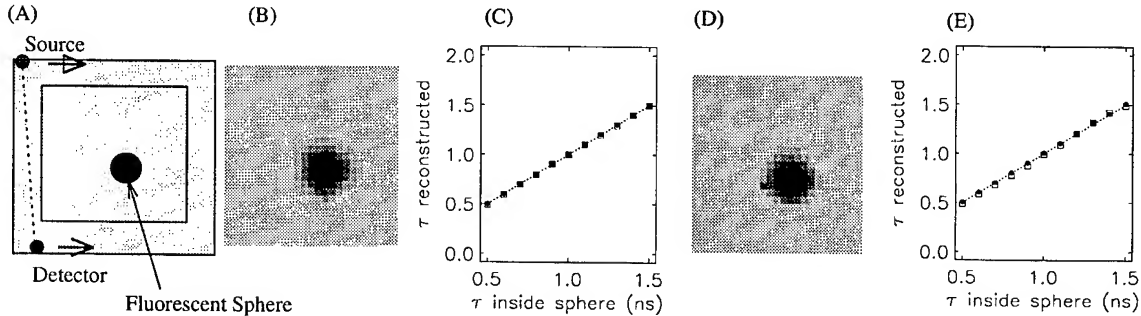 (A)
Source
Detector
Fluorescent Sphere
(B)
(C)
τ reconstructed
2.0
1.5
1.0
0.5
0.0
0.5 1.0 1.5
τ inside sphere (ns)
(D)
(E)
τ reconstructed
2.0
1.5
1.0
0.5
0.0
0.5 1.0 1.5
τ inside sphere (ns)